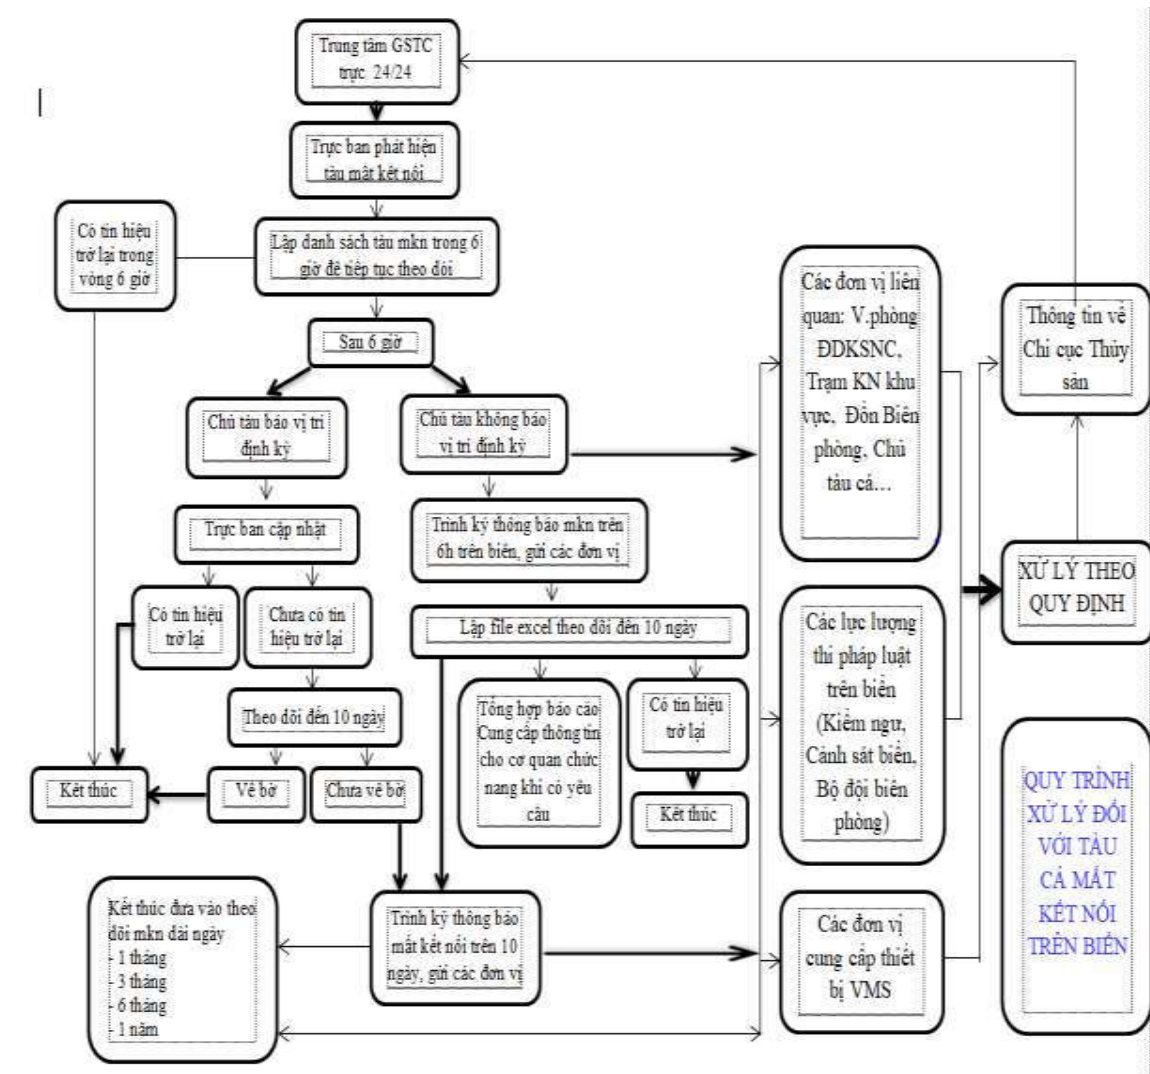 Trung tâm GSTC
trực 24/24
Trực ban phát hiện
tàu mất kết nối
Có tín hiệu
trở lại trong
vòng 6 giờ
Lập danh sách tàu mkn trong 6
giờ để tiếp tục theo dõi
Sau 6 giờ
Chủ tàu báo vị trí
định kỳ
Chủ tàu không báo
vị trí định kỳ
Trực ban cập nhật
Trình ký thông báo mkn trên
6h trên biển, gửi các đơn vị
Có tín hiệu
trở lại
Chưa có tín
hiệu trở lại
Lập file excel theo dõi đến 10 ngày
Theo dõi đến 10 ngày
Tổng hợp báo cáo
Cung cấp thông tin
cho cơ quan chức
nang khi có yêu
cầu
Có tín hiệu
trở lại
Kết thúc
Về bờ
Chưa về bờ
Kết thúc
Kết thúc đưa vào theo
dõi mkn dài ngày
- 1 tháng
- 3 tháng
- 6 tháng
- 1 năm
Trình ký thông báo
mất kết nối trên 10
ngày, gửi các đơn vị
Các đơn vị liên
quan: V.phòng
ĐDKSNC,
Trạm KN khu
vực, Đồn Biên
phòng, Chủ
tàu cá...
Các lực lượng
thi pháp luật
trên biển
(Kiểm ngư,
Cảnh sát biển,
Bộ đội biên
phòng)
Các đơn vị
cung cấp thiết
bị VMS
Thông tin về
Chi cục Thủy
sản
XỬ LÝ THEO
QUY ĐỊNH
QUY TRÌNH
XỬ LÝ ĐỐI
VỚI TÀU
CÁ MẤT
KẾT NỐI
TRÊN BIỂN